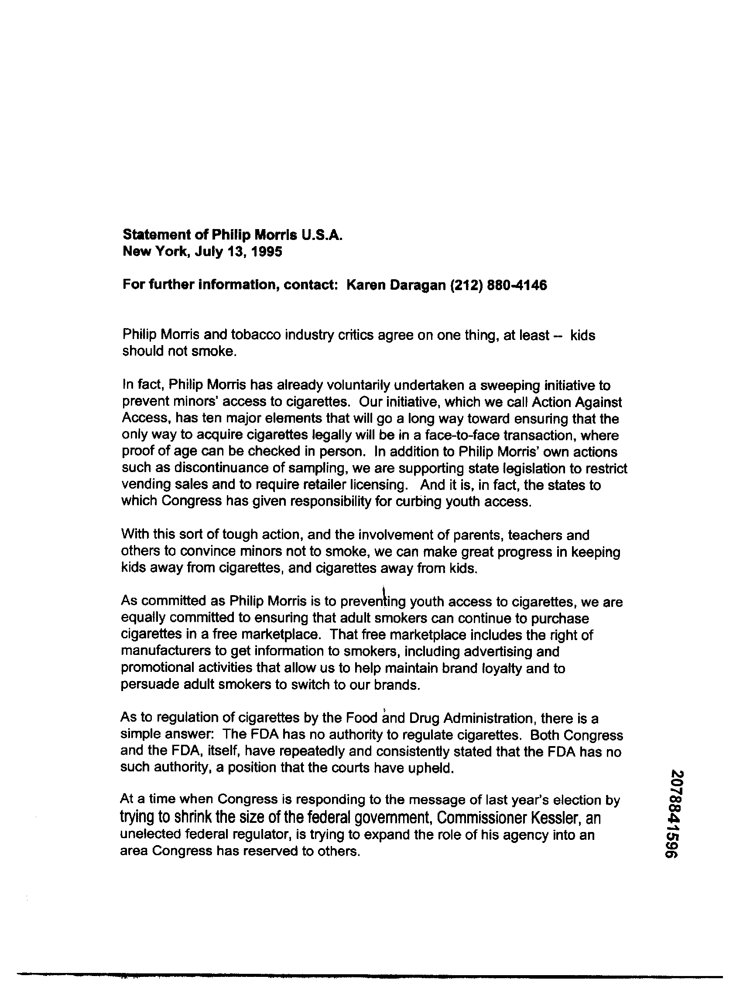 Statement of Philip Morris U.S.A.
New York, July 13, 1995
For further information, contact: Karen Daragan (212) 880-4146
Philip Morris and tobacco industry critics agree on one thing, at least -- kids
should not smoke.
In fact, Philip Morris has already voluntarily undertaken a sweeping initiative to
prevent minors' access to cigarettes. Our initiative, which we call Action Against
Access, has ten major elements that will go a long way toward ensuring that the
only way to acquire cigarettes legally will be in a face-to-face transaction, where
proof of age can be checked in person. In addition to Philip Morris' own actions
such as discontinuance of sampling, we are supporting state legislation to restrict
vending sales and to require retailer licensing. And it is, in fact, the states to
which Congress has given responsibility for curbing youth access.
With this sort of tough action, and the involvement of parents, teachers and
others to convince minors not to smoke, we can make great progress in keeping
kids away from cigarettes, and cigarettes away from kids.
As committed as Philip Morris is to preventing youth access to cigarettes, we are
equally committed to ensuring that adult smokers can continue to purchase
cigarettes in a free marketplace. That free marketplace includes the right of
manufacturers to get information to smokers, including advertising and
promotional activities that allow us to help maintain brand loyalty and to
persuade adult smokers to switch to our brands.
As to regulation of cigarettes by the Food and Drug Administration, there is a
simple answer: The FDA has no authority to regulate cigarettes. Both Congress
and the FDA, itself, have repeatedly and consistently stated that the FDA has no
such authority, a position that the courts have upheld.
At a time when Congress is responding to the message of last year's election by
trying to shrink the size of the federal government, Commissioner Kessler, an
unelected federal regulator, is trying to expand the role of his agency into an
area Congress has reserved to others.
2078841596